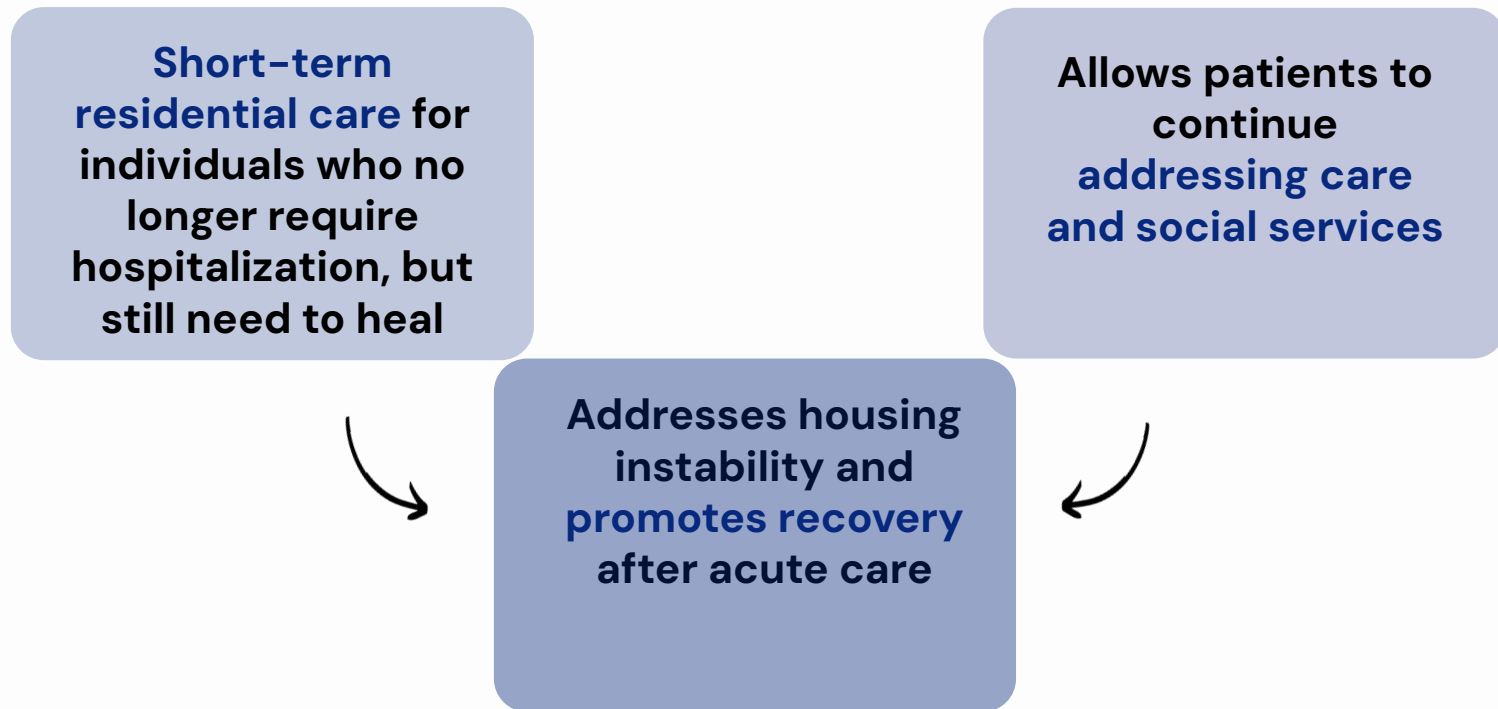 Short-term
residential care for
individuals who no
longer require
hospitalization, but
still need to heal
Allows patients to
continue
addressing care
and social services
Addresses housing
instability and
promotes recovery
after acute care